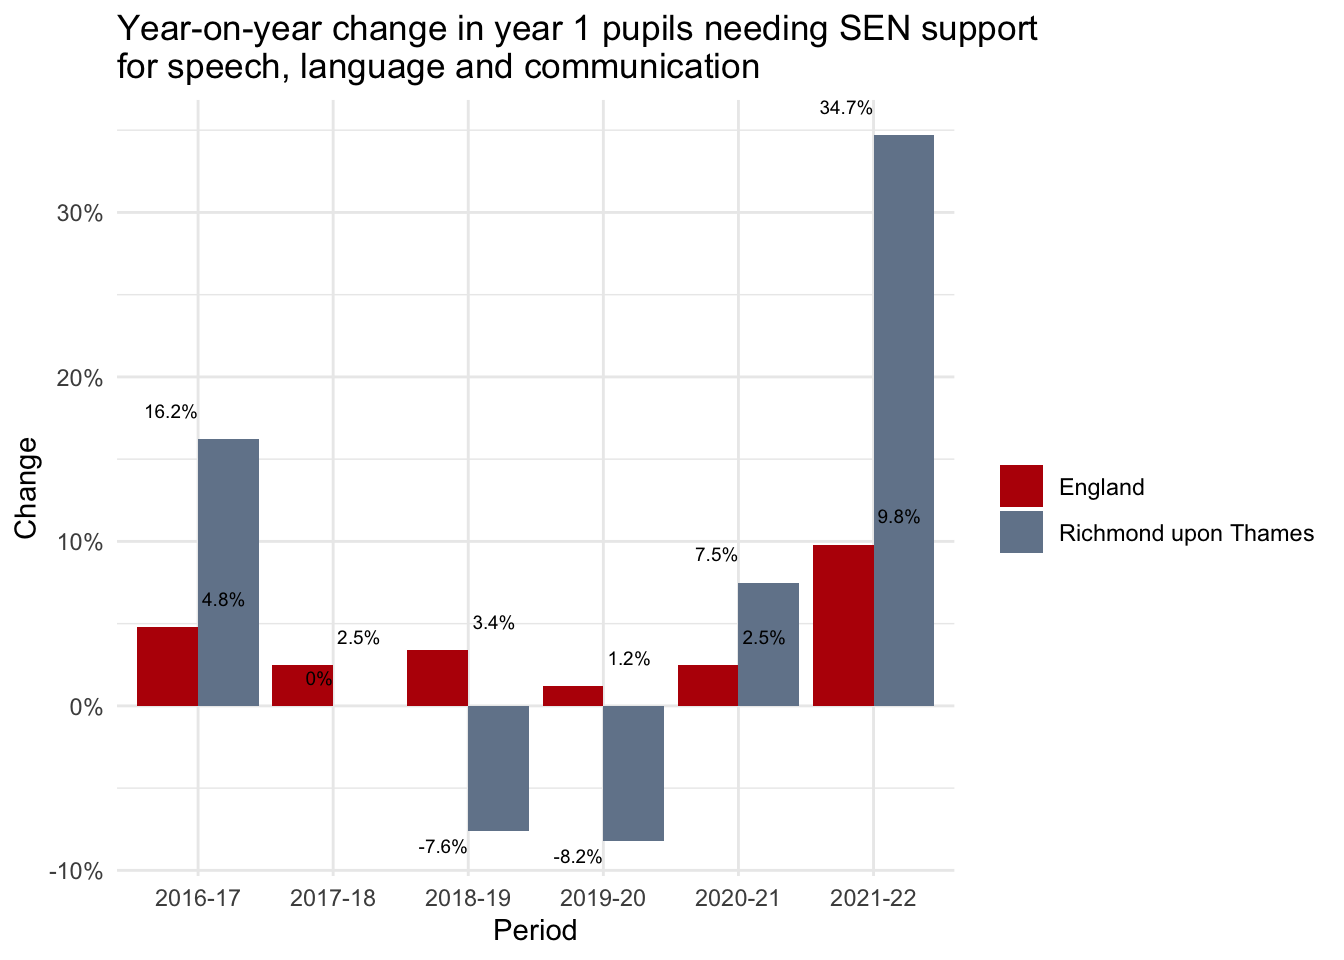 Year-on-year change in year 1 pupils needing SEN support
for speech, language and communication
34.7%
30%
20%
16.2%
Change
England
9.8%
Richmond upon Thames
10%
7.5%
4.8%
3.4%
2.5%
2.5%
1.2%
0%
0%
-7.6%
-8.2%
-10%
2016-17 2017-18 2018-19 2019-20 2020-21 2021-22
Period